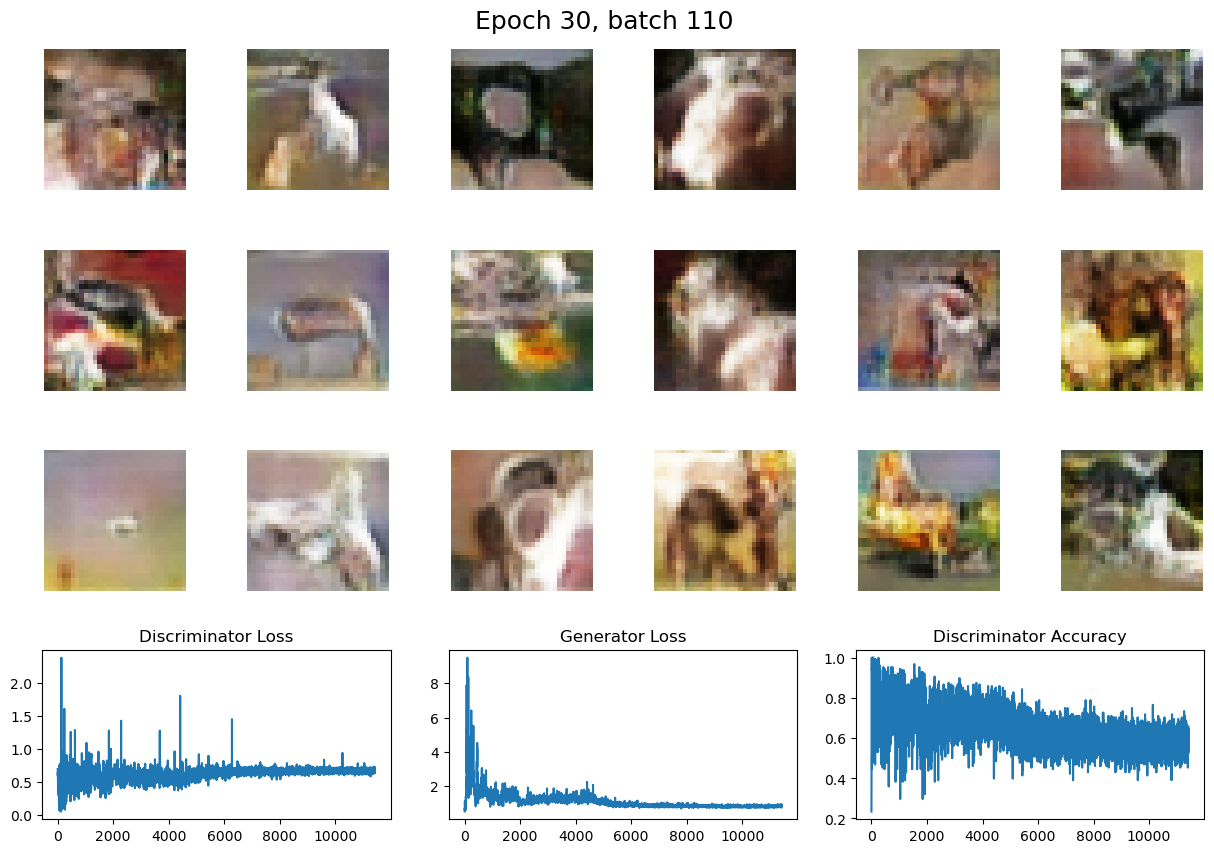 Epoch 30, batch 110
Discriminator Loss
Generator Loss
Discriminator Accuracy
2.0
1.5
1.0
0.5
0.0
0 2000 4000 6000 8000 10000
8
6
4
2
0 2000 4000 6000 8000 10000
1.0
0.8
0.6
0.4
0.2
0 2000 4000 6000 8000 10000